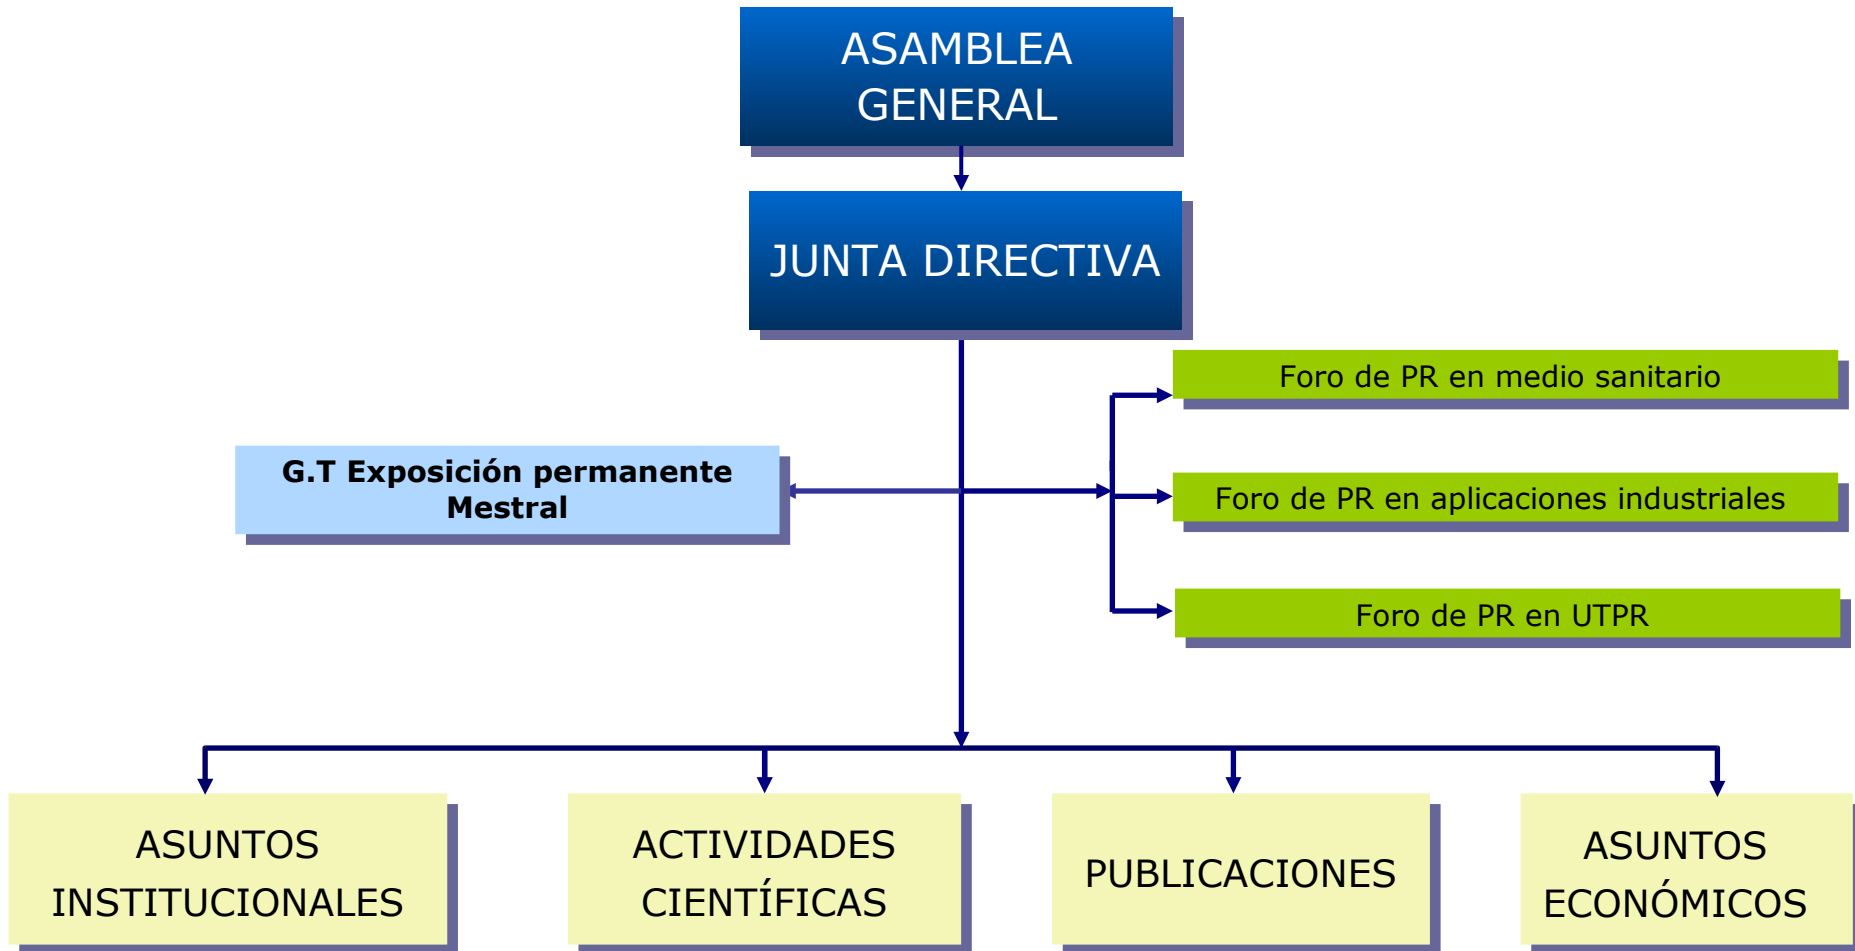 ASAMBLEA
GENERAL
JUNTA DIRECTIVA
Foro de PR en medio sanitario
G.T Exposición permanente
Mestral
Foro de PR en aplicaciones industriales
Foro de PR en UTPR
ASUNTOS
INSTITUCIONALES
ACTIVIDADES
CIENTÍFICAS
PUBLICACIONES
ASUNTOS
ECONÓMICOS